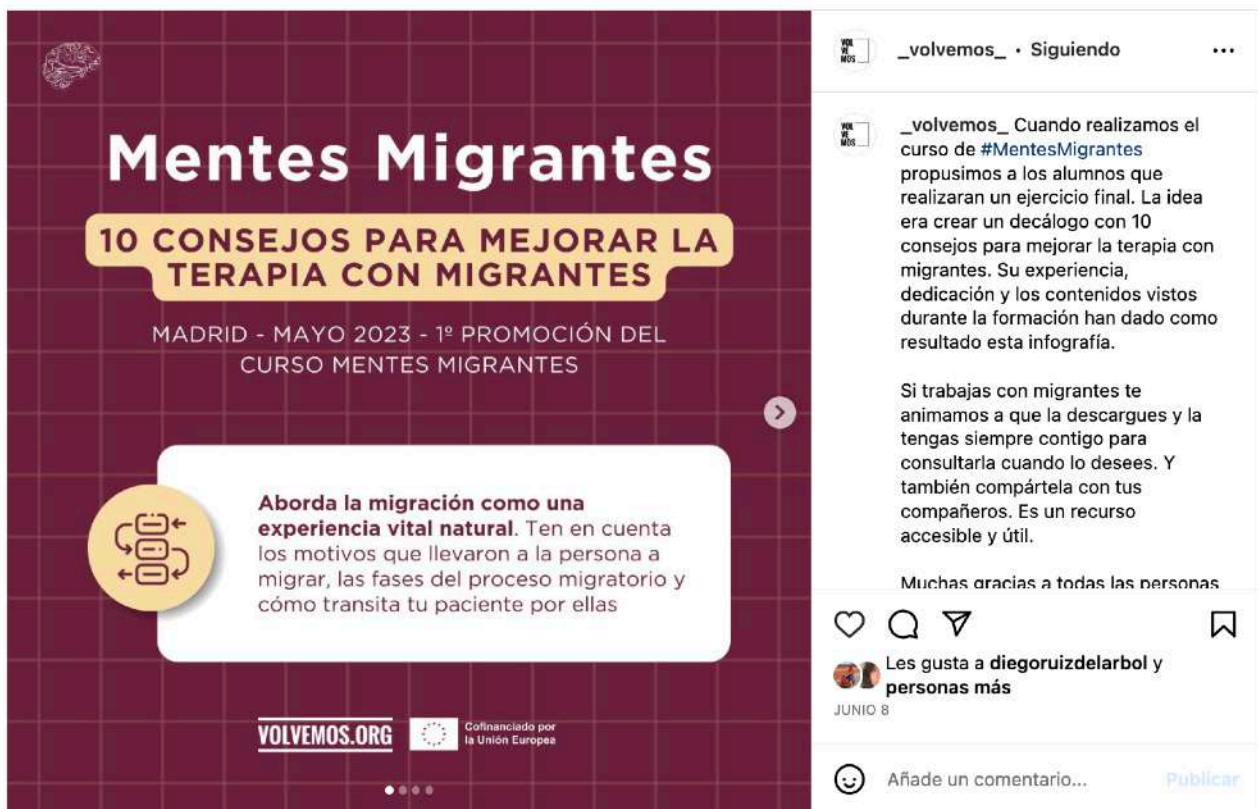 Mentes Migrantes
10 CONSEJOS PARA MEJORAR LA
TERAPIA CON MIGRANTES
MADRID - MAYO 2023 - 1º PROMOCIÓN DEL
CURSO MENTES MIGRANTES
Aborda la migración como una
experiencia vital natural. Ten en cuenta
los motivos que llevaron a la persona a
migrar, las fases del proceso migratorio y
cómo transita tu paciente por ellas
VOLVEMOS.ORG
Cofinanciado por
la Unión Europea
VOL
VE
MOS
_volvemos_ • Siguiendo
VOL
VE
MOS
_volvemos_ Cuando realizamos el
curso de #MentesMigrantes
propusimos a los alumnos que
realizaran un ejercicio final. La idea
era crear un decálogo con 10
consejos para mejorar la terapia con
migrantes. Su experiencia,
dedicación y los contenidos vistos
durante la formación han dado como
resultado esta infografía.
Si trabajas con migrantes te
animamos a que la descargues y la
tengas siempre contigo para
consultarla cuando lo desees. Y
también compártela con tus
compañeros. Es un recurso
accesible y útil.
Muchas gracias a todas las personas
Les gusta a diegoruizdelarbol y
personas más
JUNIO 8
Añade un comentario...
Publicar